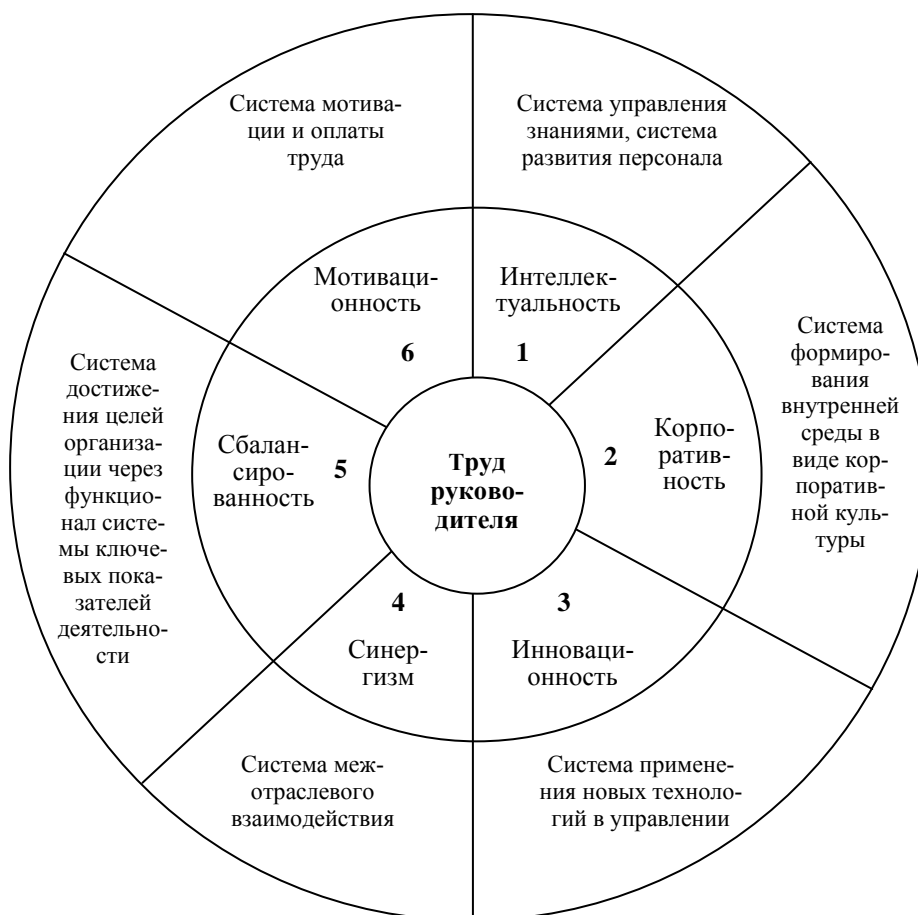 Система мотива-
ции и оплаты
труда
Система управления
знаниями, система
развития персонала
Мотиваци-
онность
6
Интеллек-
туальность
1
Система
достиже-
ния целей
организа-
ции через
функцио-
нал систе-
мы ключе-
вых пока-
зателей
деятельно-
сти
Сбалан-
сиро-
ванность
5
Труд
руково-
дителя
2
Корпо-
ратив-
ность
Система
формиро-
вания
внутренней
среды в
виде кор-
поратив-
ной куль-
туры
4
Синер-
гизм
3
Инноваци-
онность
Система меж-
отраслевого
взаимодействия
Система примене-
ния новых техноло-
гий в управлении